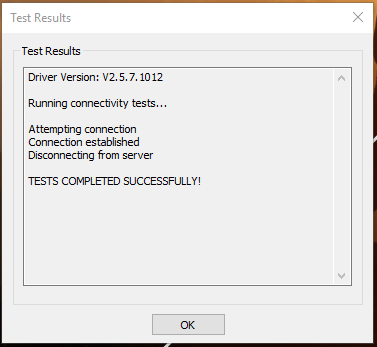 Test Results
Test Results
Driver Version: V2.5.7.1012
Running connectivity tests...
Attempting connection
Connection established
Disconnecting from server
TESTS COMPLETED SUCCESSFULLY!
OK